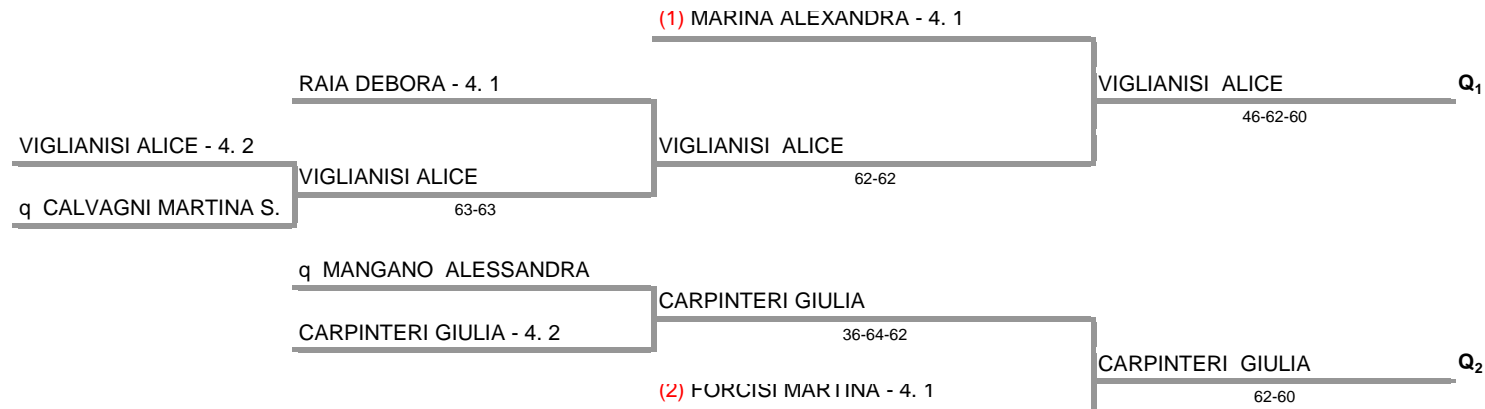 (1) MARINA ALEXANDRA - 4. 1
RAIA DEBORA - 4. 1
VIGLIANISI  ALICE
Q₁
46-62-60
VIGLIANISI ALICE - 4. 2
VIGLIANISI  ALICE
VIGLIANISI ALICE
62-62
q  CALVAGNI MARTINA S.
63-63
q  MANGANO  ALESSANDRA
CARPINTERI GIULIA
CARPINTERI GIULIA - 4. 2
36-64-62
CARPINTERI  GIULIA
Q₂
(2) FORCISI MARTINA - 4. 1
62-60